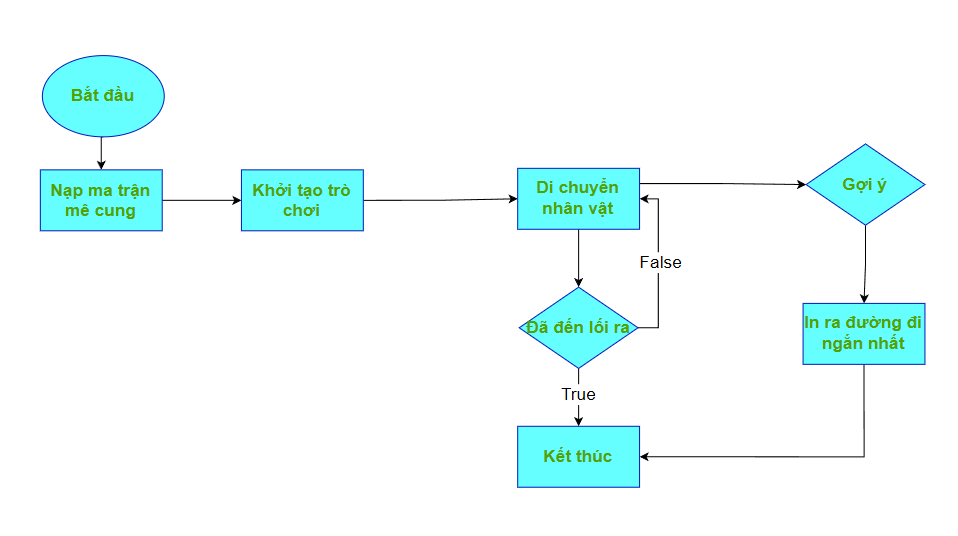 Bắt đầu
Nạp ma trận
mê cung
Khởi tạo trò
chơi
Di chuyển
nhân vật
Gợi ý
False
Đã đến lối ra
In ra đường đi
ngắn nhất
True
Kết thúc